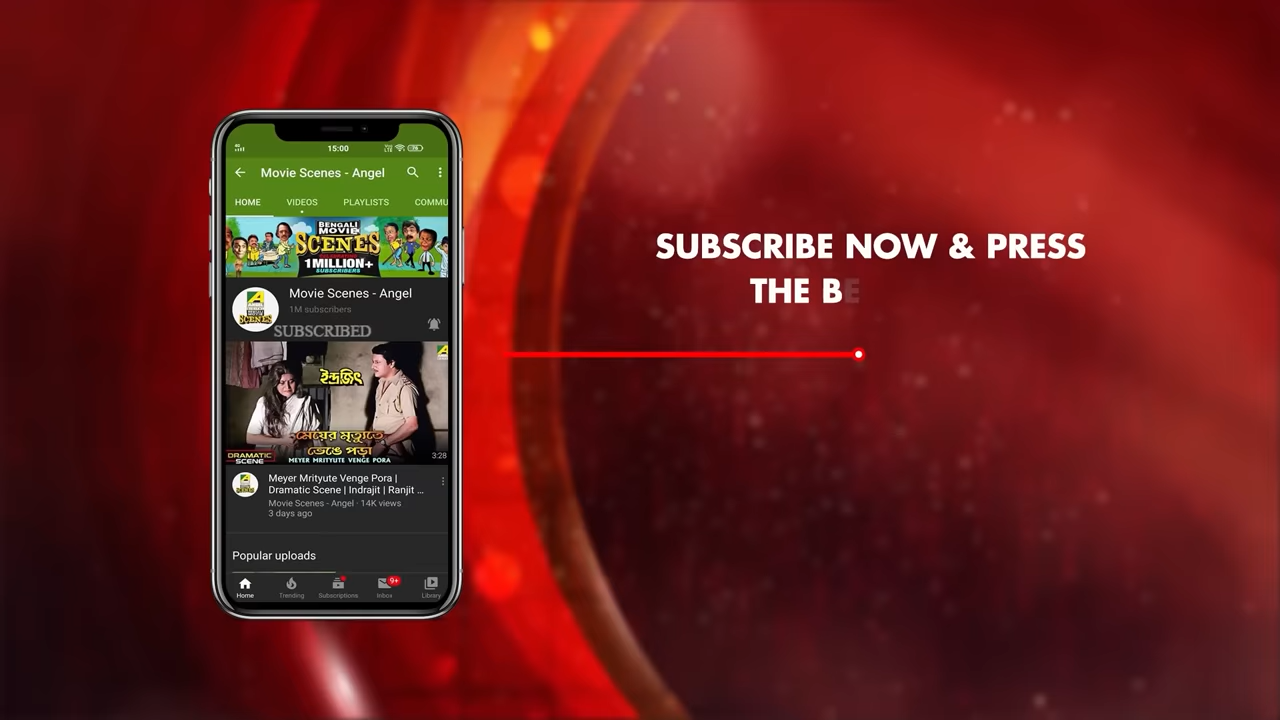 15:00
Movie Scenes - Angel
HOME VIDEOS PLAYLISTS COMMU
BENGALI
MOVIE
SCENES
1MILLION+
SUBSCRIBERS
Movie Scenes - Angel
1M subscribers
SUBSCRIBED
ইন্দ্রজিৎ
মেয়ের মৃত্যুতে
ভেঙে পড়া
DRAMATIC
SCENE
MEYER MRITYUTE VENGE PORA
3:28
Meyer Mrityute Venge Pora |
Dramatic Scene | Indrajit | Ranjit ...
Movie Scenes - Angel · 14K views
3 days ago
Popular uploads
9+
Home Trending Subscriptions Inbox Library
SUBSCRIBE NOW & PRESS
THE BE